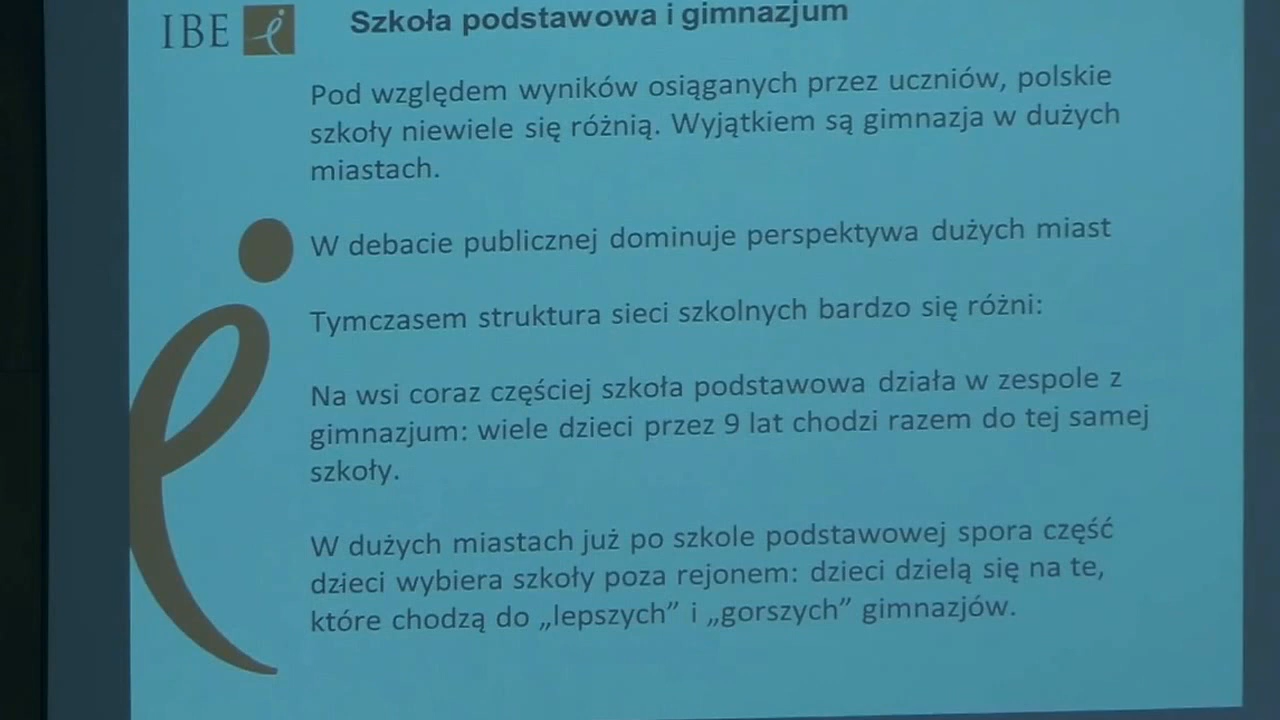 IBE
Szkoła podstawowa i gimnazjum
Pod względem wyników osiąganych przez uczniów, polskie
szkoły niewiele się różnią. Wyjątkiem są gimnazja w dużych
miastach.
W debacie publicznej dominuje perspektywa dużych miast
Tymczasem struktura sieci szkolnych bardzo się różni:
Na wsi coraz częściej szkoła podstawowa działa w zespole z
gimnazjum: wiele dzieci przez 9 lat chodzi razem do tej samej
szkoły.
W dużych miastach już po szkole podstawowej spora część
dzieci wybiera szkoły poza rejonem: dzieci dzielą się na te,
które chodzą do „lepszych” i „gorszych” gimnazjów.